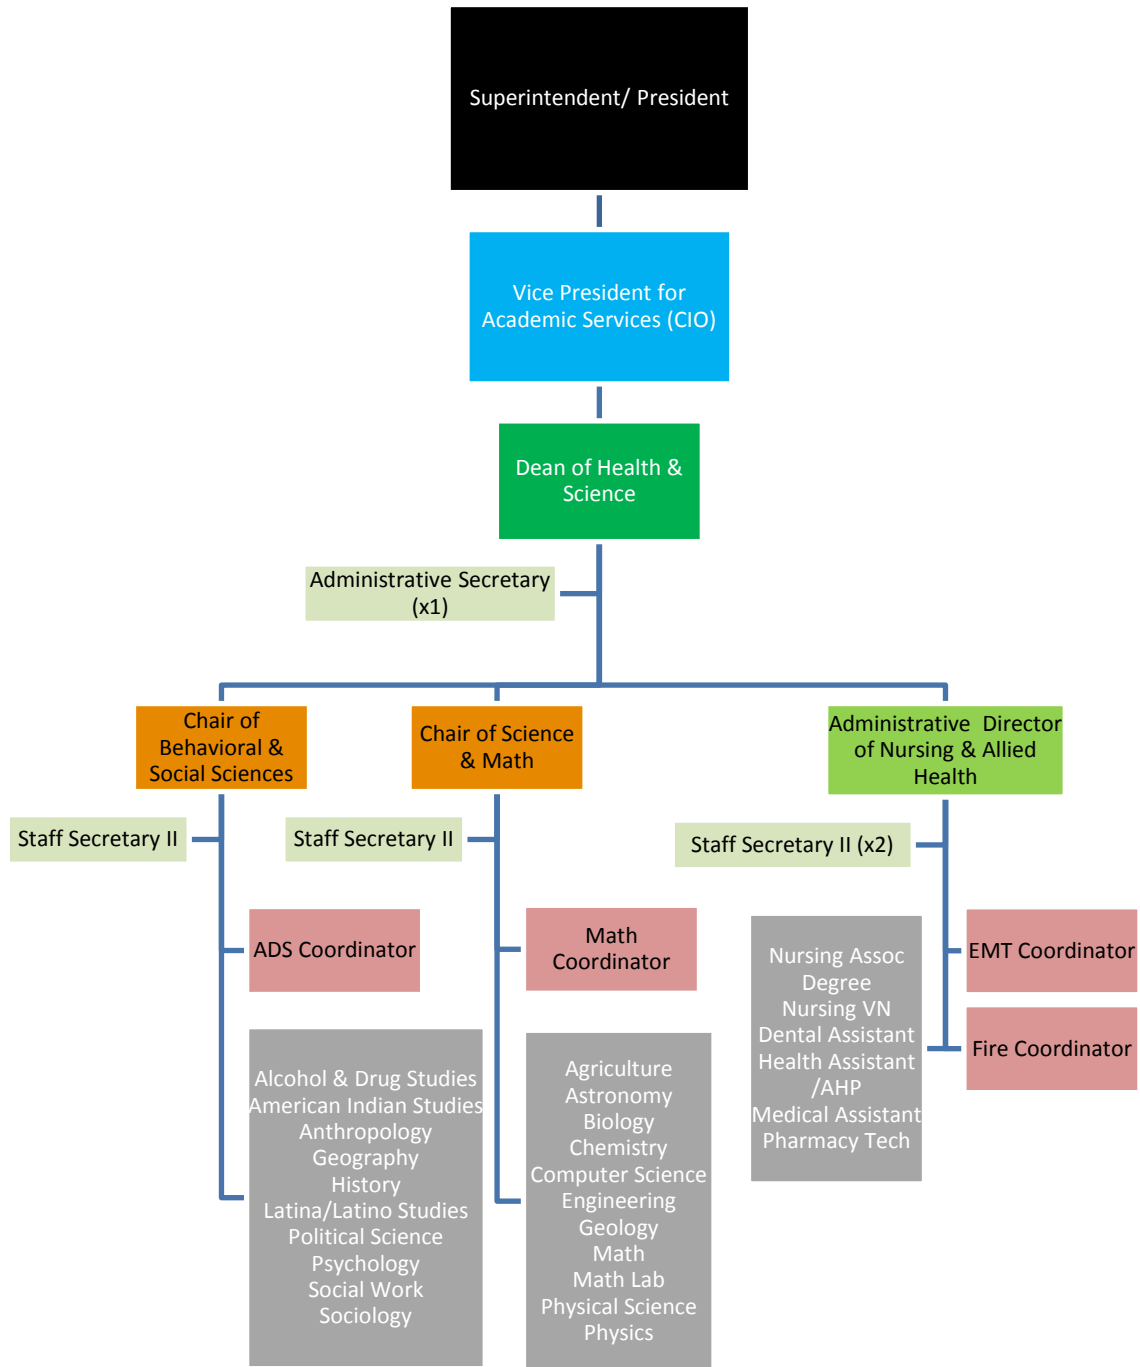 Superintendent/ President
Vice President for
Academic Services (CIO)
Dean of Health &
Science
Administrative Secretary
(x1)
Chair of
Behavioral &
Social Sciences
Chair of Science
& Math
Administrative  Director
of Nursing & Allied
Health
Staff Secretary II
Staff Secretary II
Staff Secretary II (x2)
ADS Coordinator
Math
Coordinator
Nursing Assoc
Degree
Nursing VN
Dental Assistant
Health Assistant
/AHP
Medical Assistant
Pharmacy Tech
EMT Coordinator
Fire Coordinator
Alcohol & Drug Studies
American Indian Studies
Anthropology
Geography
History
Latina/Latino Studies
Political Science
Psychology
Social Work
Sociology
Agriculture
Astronomy
Biology
Chemistry
Computer Science
Engineering
Geology
Math
Math Lab
Physical Science
Physics